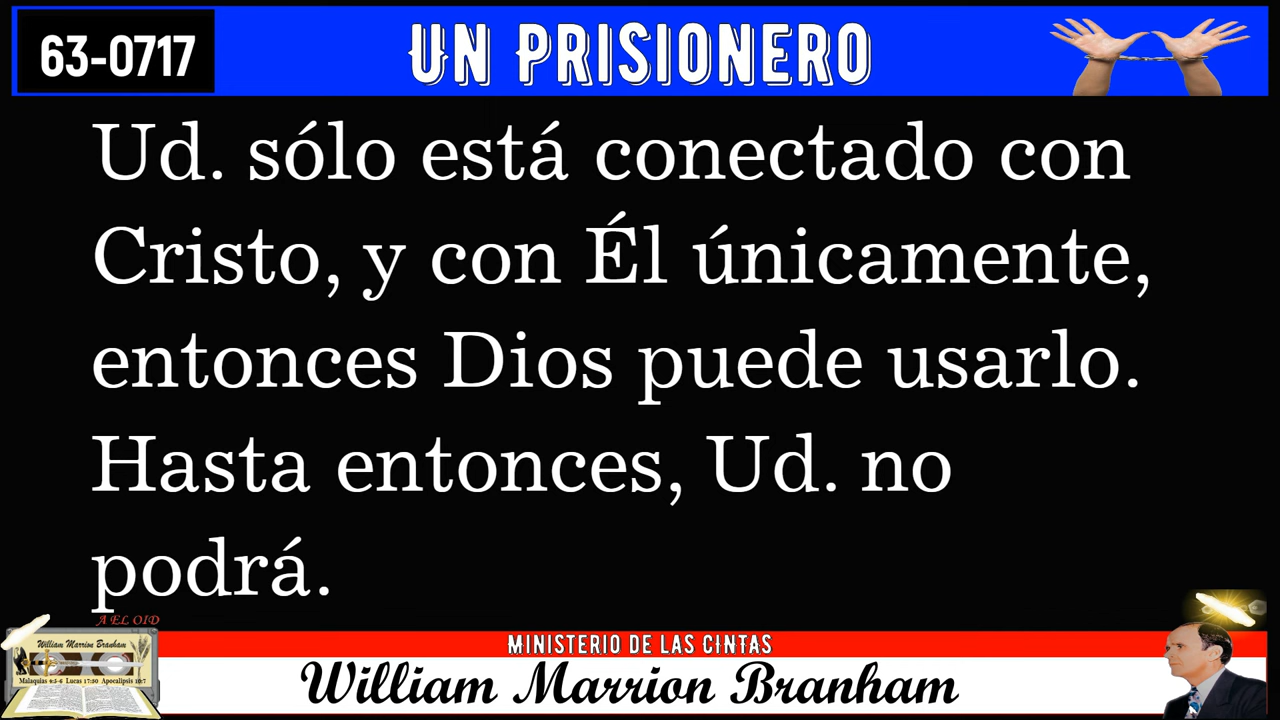 63-0717
UN PRISIONERO
Ud. sólo está conectado con
Cristo, y con Él únicamente,
entonces Dios puede usarlo.
Hasta entonces, Ud. no
podrá.
A EL OID
William Marrion Branham
Malaquias 4:5-6 Lucas 17:30 Apocalipsis 10:7
MINISTERIO DE LAS CINTAS
William Marrion Branham